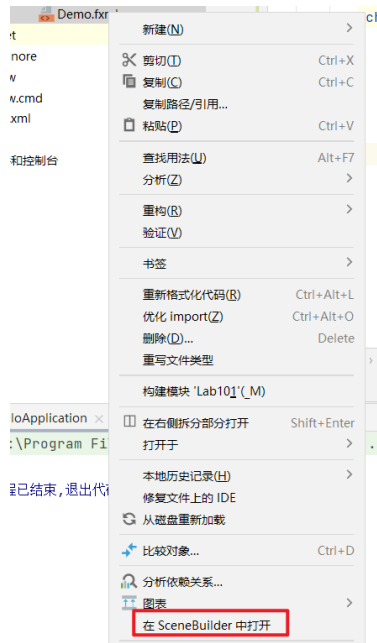 Demo.fxml
新建(N)
剪切(T) Ctrl+X
复制(C) Ctrl+C
复制路径/引用...
粘贴(P) Ctrl+V
查找用法(U) Alt+F7
分析(Z)
重构(R)
验证(V)
书签
重新格式化代码(R) Ctrl+Alt+L
优化 import(Z) Ctrl+Alt+O
删除(D)... Delete
重写文件类型
构建模块 'Lab101'(_M)
在右侧拆分部分打开 Shift+Enter
打开于
本地历史记录(H)
修复文件上的 IDE
从磁盘重新加载
比较对象... Ctrl+D
分析依赖关系...
图表
在 SceneBuilder 中打开
et
nore
w
w.cmd
xml
和控制台
loApplication
:\Program Fi
程已结束,退出代